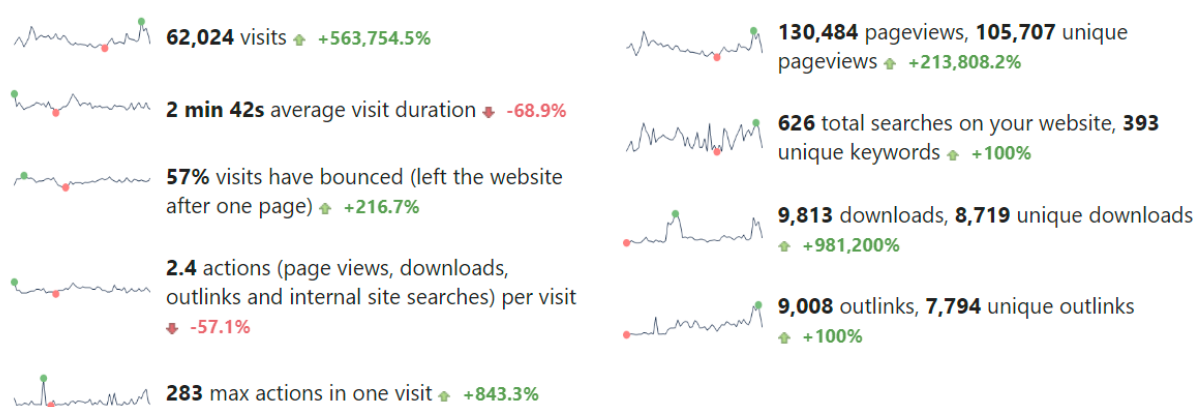 62,024 visits +563,754.5%
2 min 42s average visit duration -68.9%
57% visits have bounced (left the website
after one page) +216.7%
2.4 actions (page views, downloads,
outlinks and internal site searches) per visit
-57.1%
283 max actions in one visit +843.3%
130,484 pageviews, 105,707 unique
pageviews +213,808.2%
626 total searches on your website, 393
unique keywords +100%
9,813 downloads, 8,719 unique downloads
+981,200%
9,008 outlinks, 7,794 unique outlinks
+100%